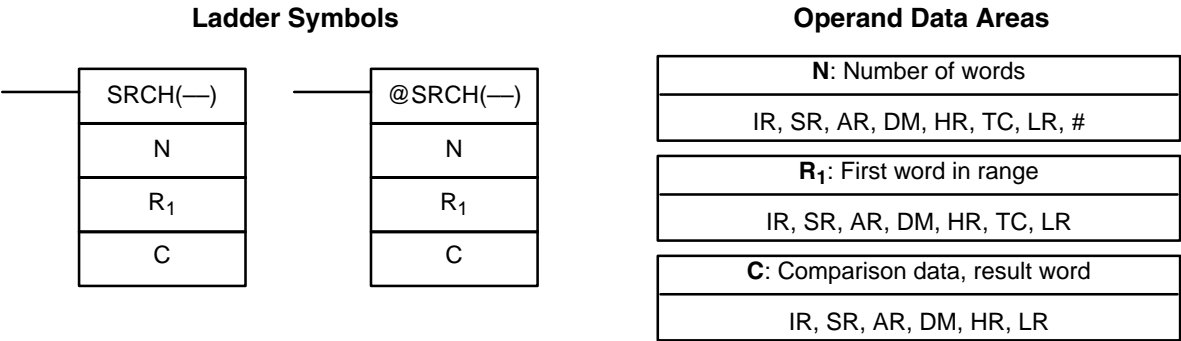 Ladder Symbols
SRCH(––)
N
R1
C
@SRCH(––)
N
R1
C
Operand Data Areas
N: Number of words
IR, SR, AR, DM, HR, TC, LR, #
R1: First word in range
IR, SR, AR, DM, HR, TC, LR
C: Comparison data, result word
IR, SR, AR, DM, HR, LR